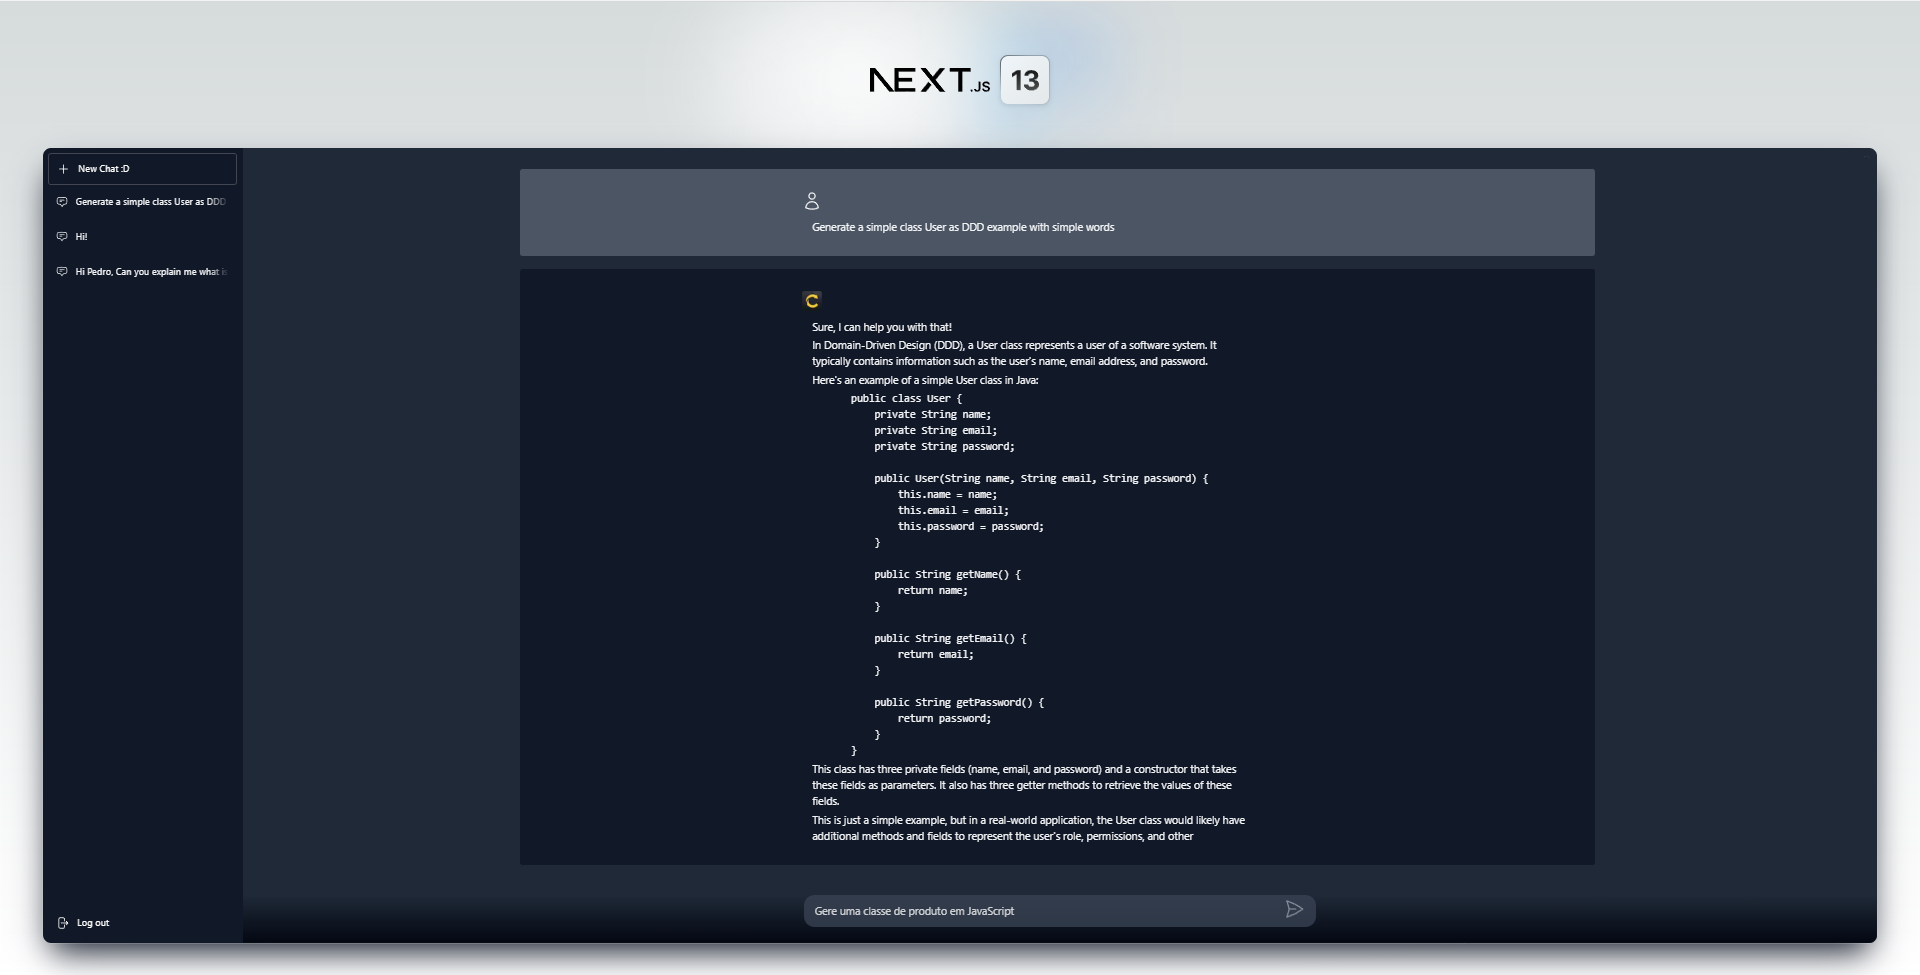 NEXT.JS 13
New Chat :D
Generate a simple class User as DDD
Hi!
Hi Pedro, Can you explain me what is
Log out
Generate a simple class User as DDD example with simple words
Sure, I can help you with that!
In Domain-Driven Design (DDD), a User class represents a user of a software system. It
typically contains information such as the user's name, email address, and password.
Here's an example of a simple User class in Java:
public class User {
    private String name;
    private String email;
    private String password;

    public User(String name, String email, String password) {
        this.name = name;
        this.email = email;
        this.password = password;
    }

    public String getName() {
        return name;
    }

    public String getEmail() {
        return email;
    }

    public String getPassword() {
        return password;
    }
}
This class has three private fields (name, email, and password) and a constructor that takes
these fields as parameters. It also has three getter methods to retrieve the values of these
fields.
This is just a simple example, but in a real-world application, the User class would likely have
additional methods and fields to represent the user's role, permissions, and other
Gere uma classe de produto em JavaScript